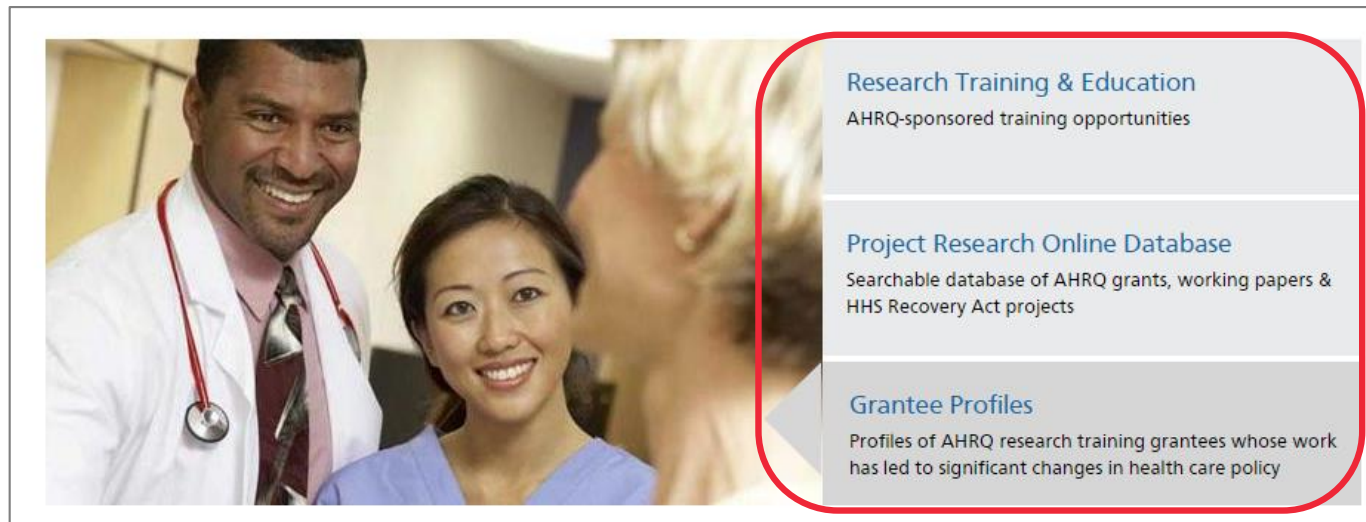 Research Training & Education
AHRQ-sponsored training opportunities
Project Research Online Database
Searchable database of AHRQ grants, working papers &
HHS Recovery Act projects
Grantee Profiles
Profiles of AHRQ research training grantees whose work
has led to significant changes in health care policy